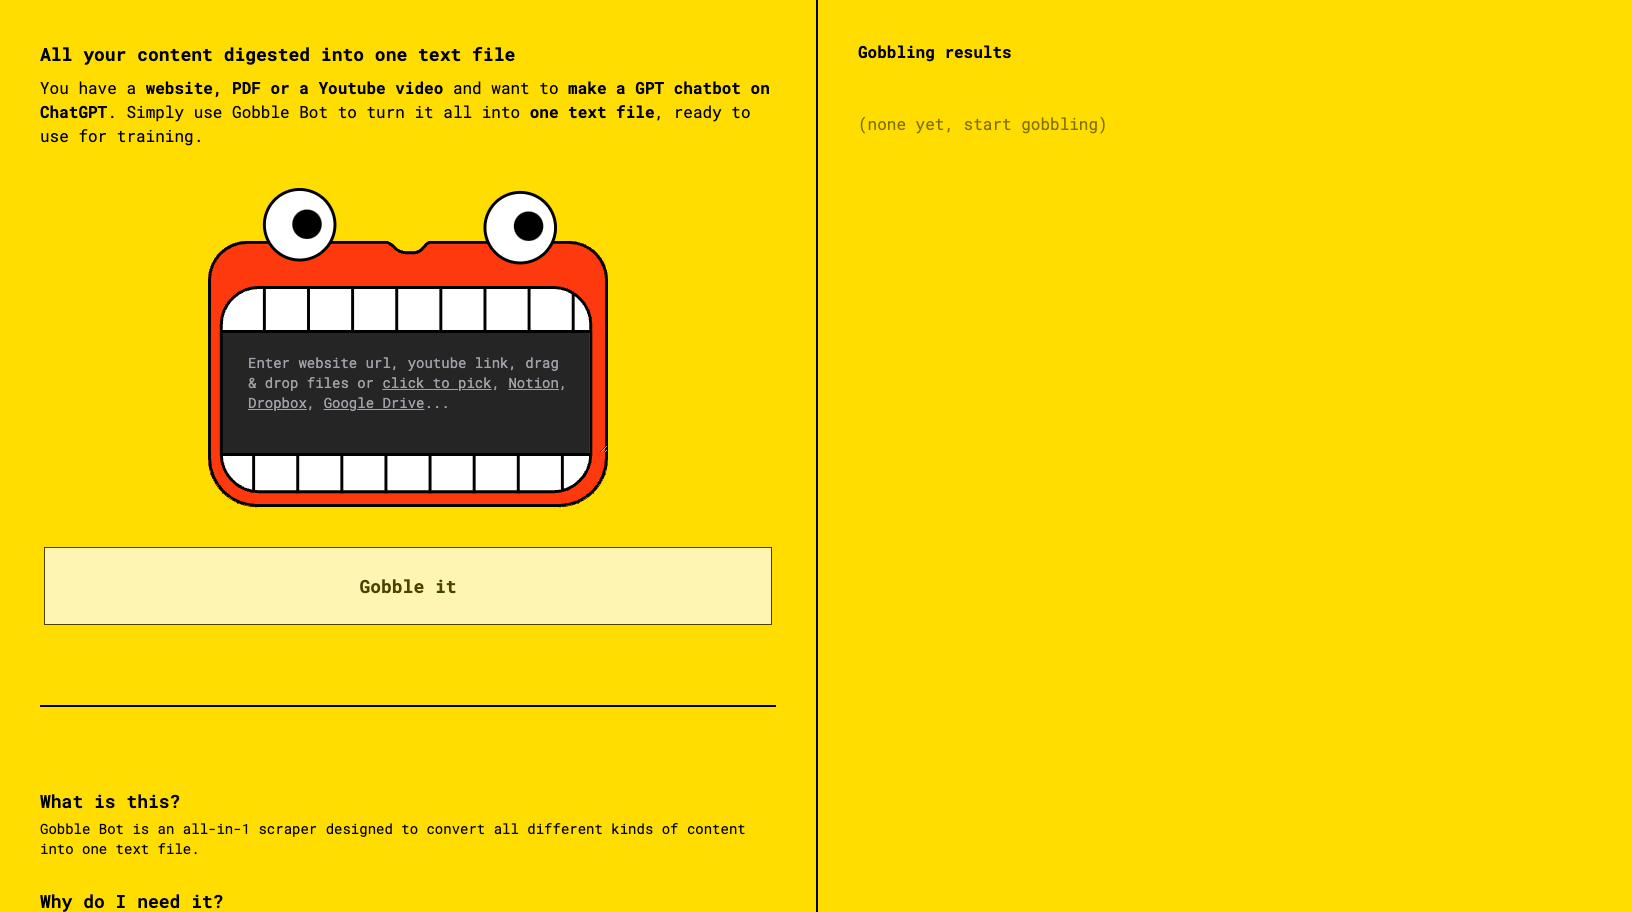 All your content digested into one text file
You have a website, PDF or a Youtube video and want to make a GPT chatbot on
ChatGPT. Simply use Gobble Bot to turn it all into one text file, ready to
use for training.
Enter website url, youtube link, drag
& drop files or click to pick, Notion,
Dropbox, Google Drive...
Gobble it
What is this?
Gobble Bot is an all-in-1 scraper designed to convert all different kinds of content
into one text file.
Why do I need it?
Gobbling results
(none yet, start gobbling)